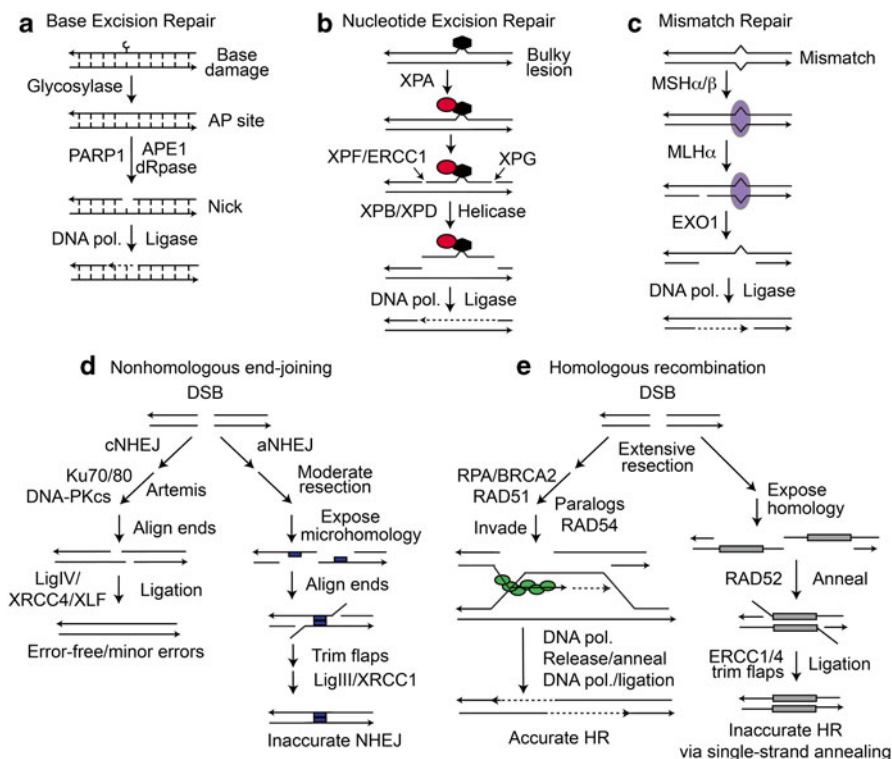 a Base Excision Repair
Base
damage
Glycosylase
AP site
PARP1
APE1
dRpase
Nick
DNA pol.
Ligase
b Nucleotide Excision Repair
Bulky
lesion
XPA
XPF/ERCC1
XPG
XPB/XPD
Helicase
DNA pol.
Ligase
c Mismatch Repair
Mismatch
MSHα/β
MLHα
EXO1
DNA pol.
Ligase
d Nonhomologous end-joining
DSB
cNHEJ
aNHEJ
Ku70/80
DNA-PKcs
Artemis
Align ends
LigIV/
XRCC4/XLF
Ligation
Error-free/minor errors
Moderate
resection
Expose
microhomology
Align ends
Trim flaps
LigIII/XRCC1
Inaccurate NHEJ
e Homologous recombination
DSB
Extensive
resection
RPA/BRCA2
RAD51
Paralogs
RAD54
Invade
DNA pol.
Release/anneal
DNA pol./ligation
Accurate HR
Expose
homology
RAD52
Anneal
ERCC1/4
trim flaps
Ligation
Inaccurate HR
via single-strand annealing